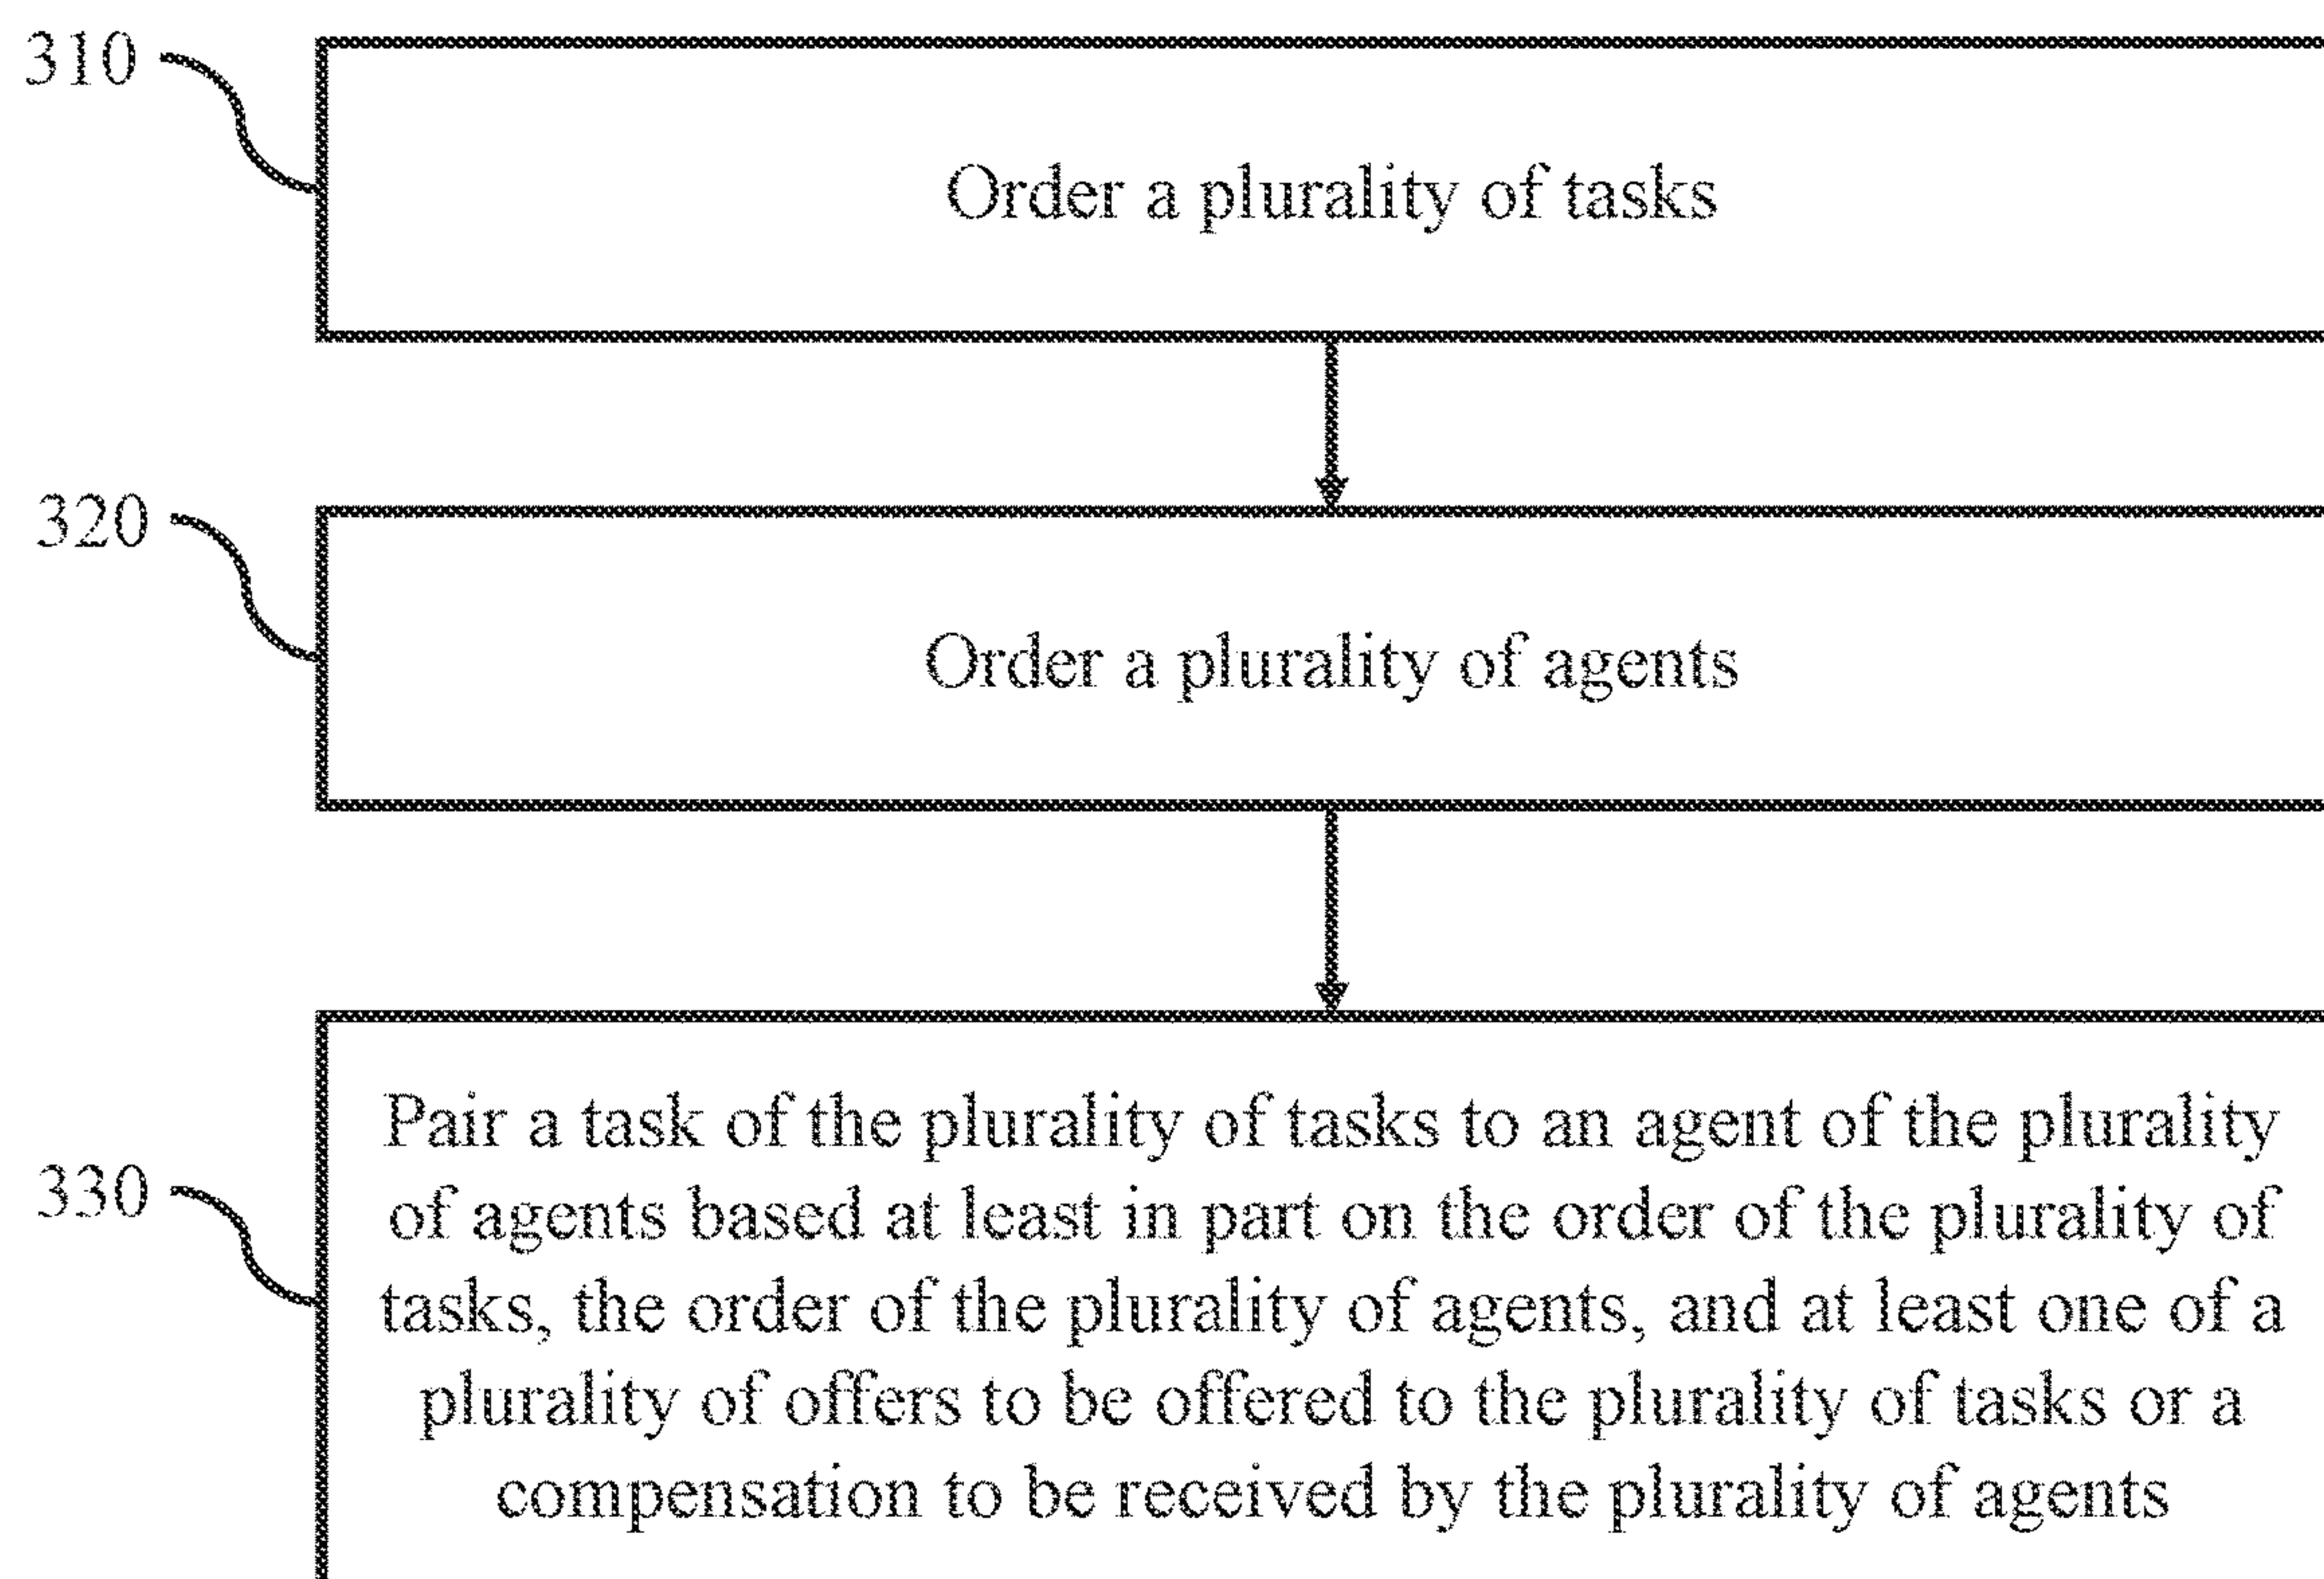 310
Order a plurality of tasks
320
Order a plurality of agents
Pair a task of the plurality of tasks to an agent of the plurality
330
of agents based at least in part on the order of the plurality of
tasks, the order of the plurality of agents, and at least one of a
plurality of offers to be offered to the plurality of tasks or a
compensation to be received by the plurality of agents